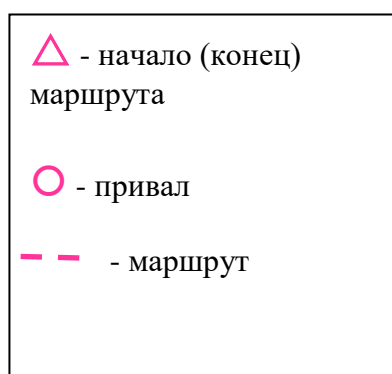 - начало (конец)
маршрута
- привал
- маршрут